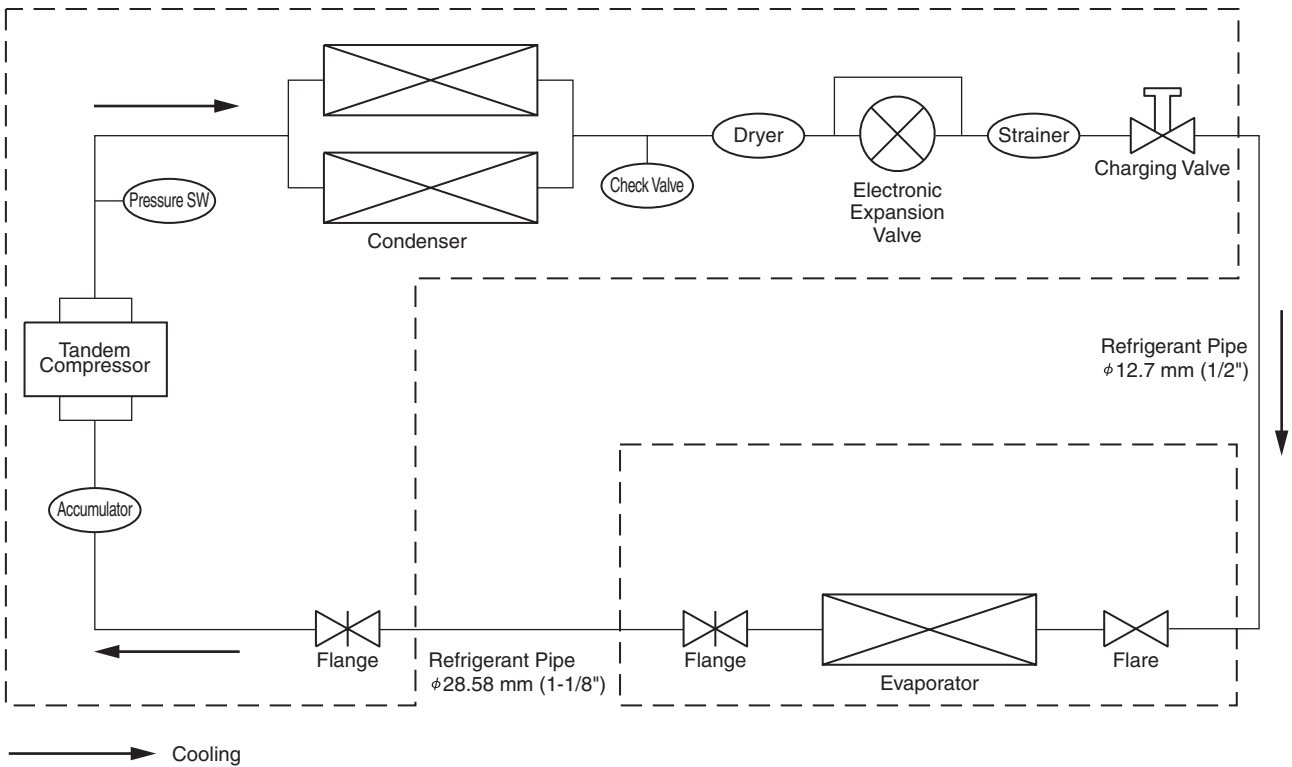 Dryer
Strainer
Charging Valve
Pressure SW
Check Valve
Electronic
Expansion
Valve
Condenser
Tandem
Compressor
Refrigerant Pipe
φ12.7 mm (1/2")
Accumulator
Flange
Refrigerant Pipe
φ28.58 mm (1-1/8")
Flange
Evaporator
Flare
Cooling